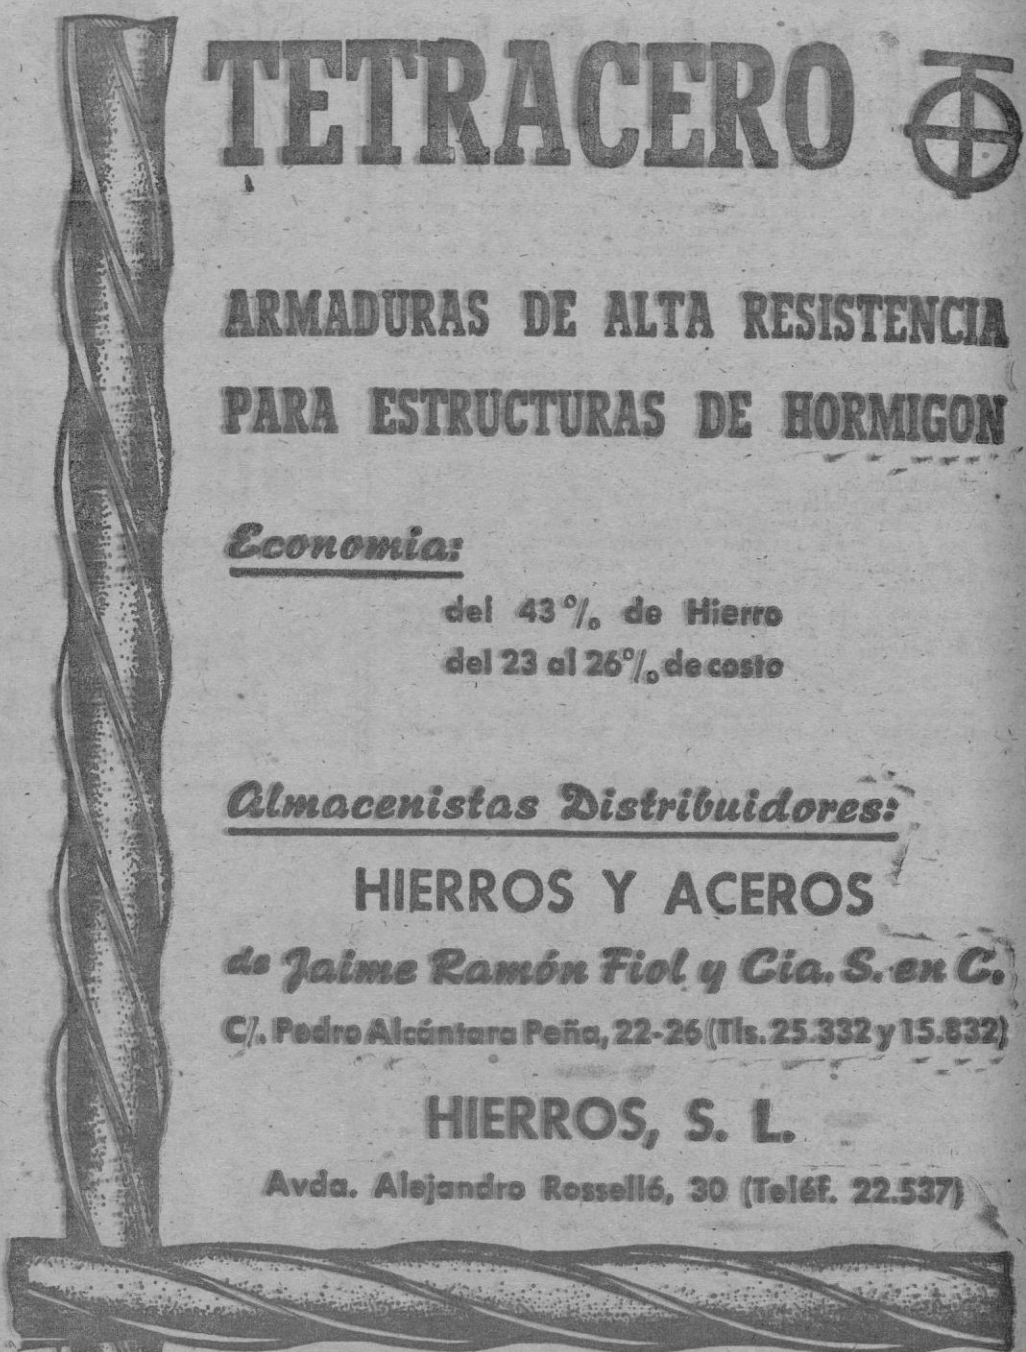 TETRACERO
ARMADURAS DE ALTA RESISTENCIA
PARA ESTRUCTURAS DE HORMIGON
Economia:
del 43% de Hierro
del 23 al 26% de costo
Almacenistas Distribuidores:
HIERROS Y ACEROS
de Jaime Ramón Fiol y Cia. S. en C.
C/. Pedro Alcántara Peña, 22-26 (Tls. 25.332 y 15.832)
HIERROS, S. L.
Avda. Alejandro Rosselló, 30 (Teléf. 22.537)